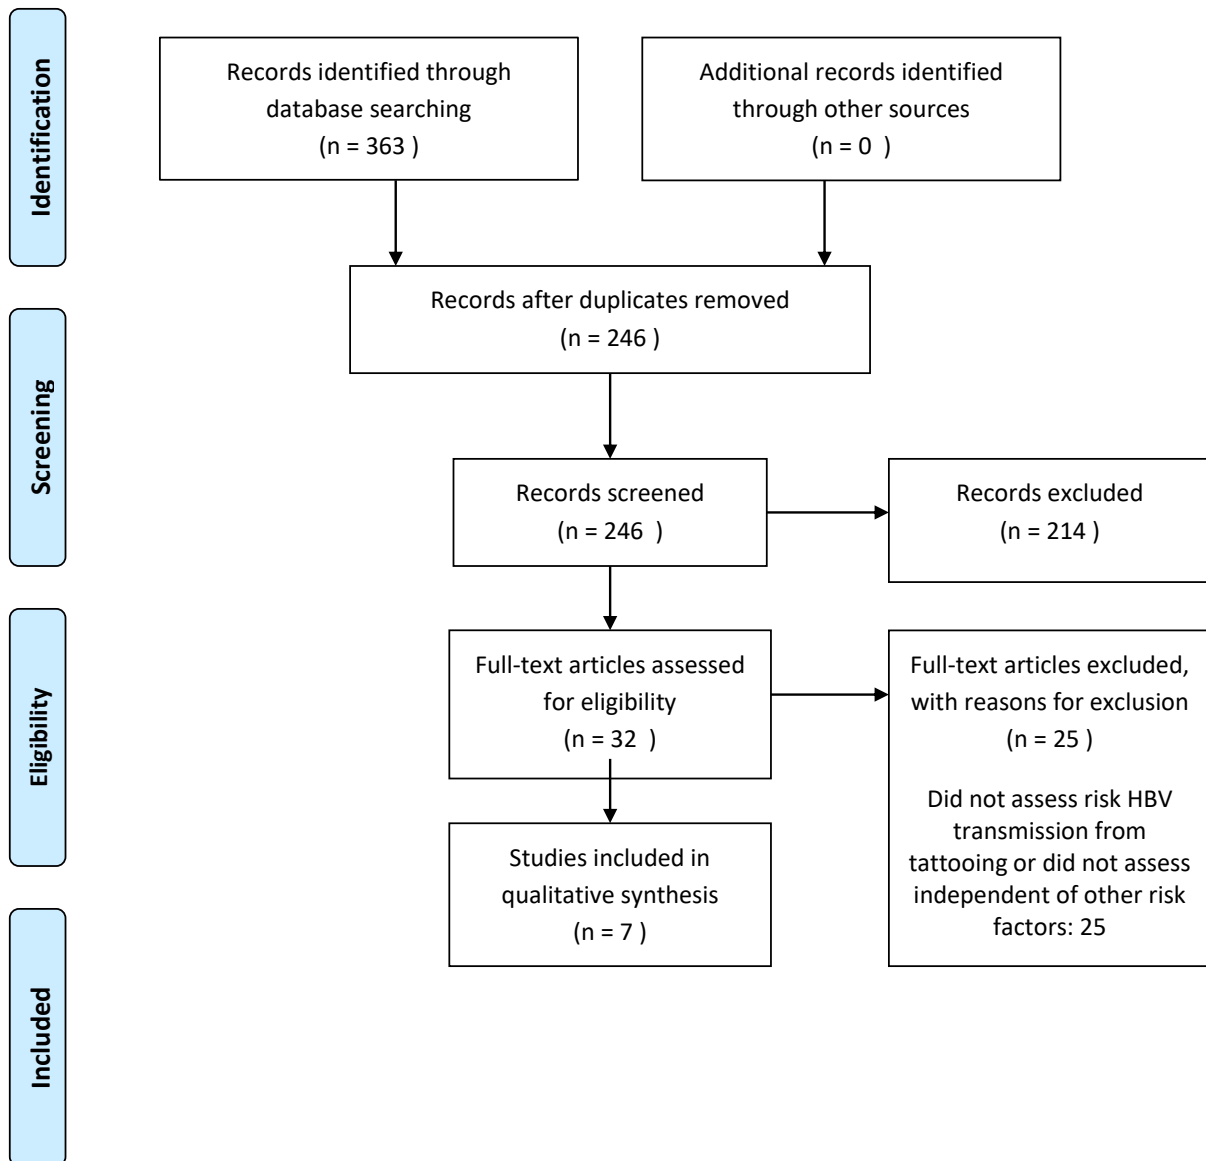 Identification
Records identified through
database searching
(n = 363 )
Additional records identified
through other sources
(n = 0  )
Records after duplicates removed
(n = 246 )
Screening
Records screened
(n = 246  )
Records excluded
(n = 214 )
Eligibility
Full-text articles assessed
for eligibility
(n = 32  )
Full-text articles excluded,
with reasons for exclusion
(n = 25 )
Did not assess risk HBV
transmission from
tattooing or did not assess
independent of other risk
factors: 25
Studies included in
qualitative synthesis
(n = 7 )
Included